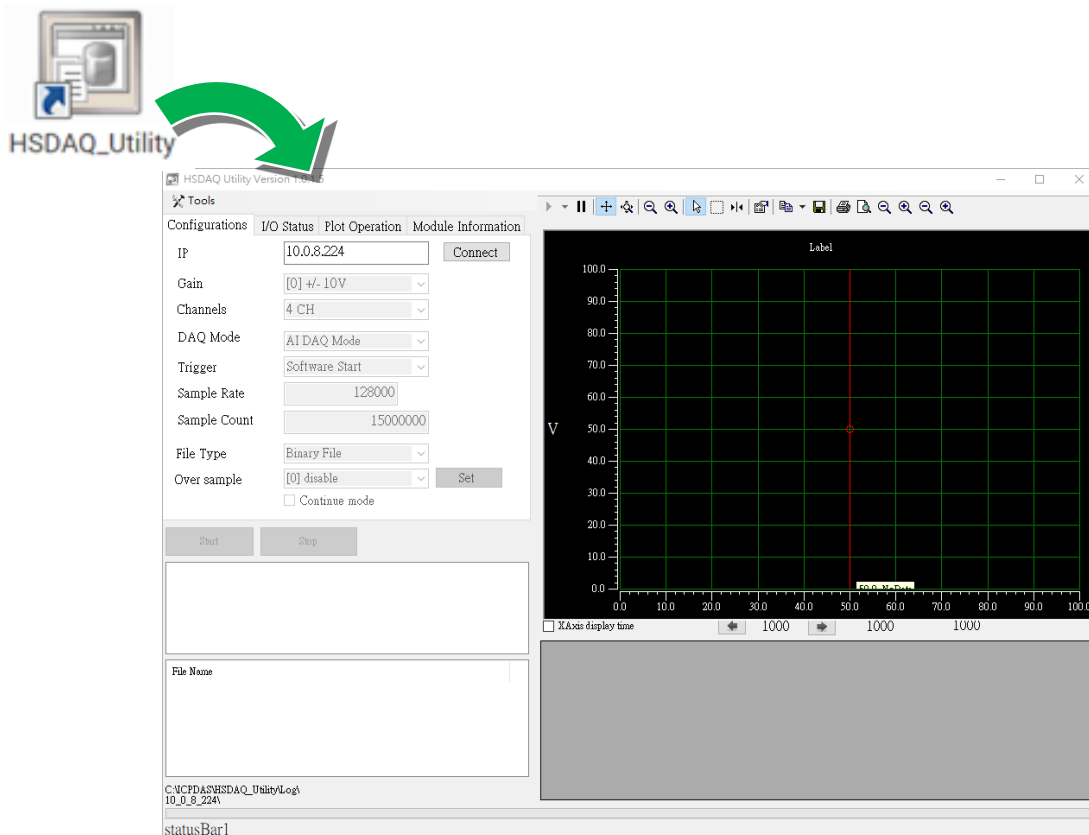 HSDAQ_Utility
HSDAQ Utility Version 1.0.1.5
Tools
Configurations I/O Status Plot Operation Module Information
IP 10.0.8.224 Connect
Gain [0] +/- 10V
Channels 4 CH
DAQ Mode AI DAQ Mode
Trigger Software Start
Sample Rate 128000
Sample Count 15000000
File Type Binary File
Over sample [0] disable Set
Continue mode
Start Stop
File Name
C:\ICPDAS\HSDAQ_Utility\Log\
10_0_8_224\
statusBar1
Label
100.0
90.0
80.0
70.0
60.0
V 50.0
40.0
30.0
20.0
10.0
0.0
0.0 10.0 20.0 30.0 40.0 50.0 60.0 70.0 80.0 90.0 100.0
XAxis display time 1000 1000 1000